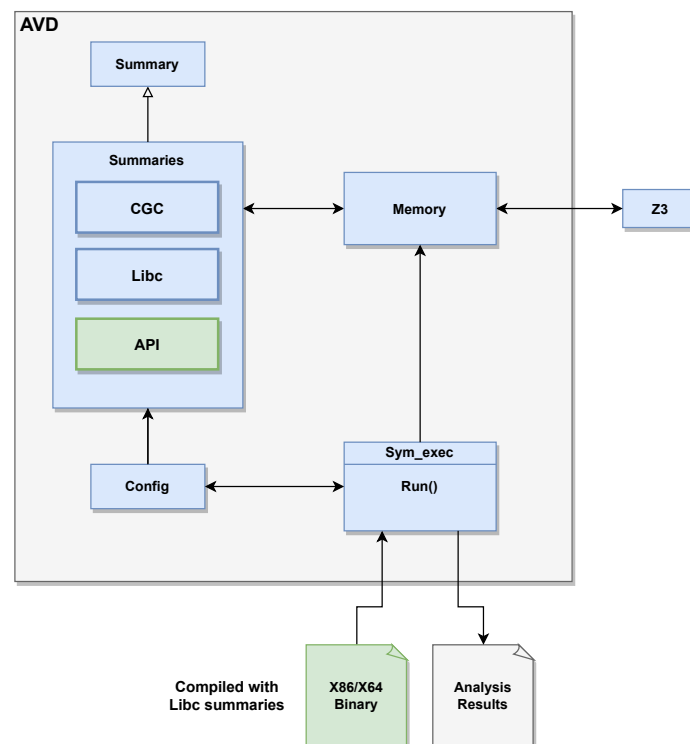 AVD
Summary
Summaries
CGC
Libc
API
Memory
Z3
Config
Sym_exec
Run()
Compiled with
Libc summaries
X86/X64
Binary
Analysis
Results